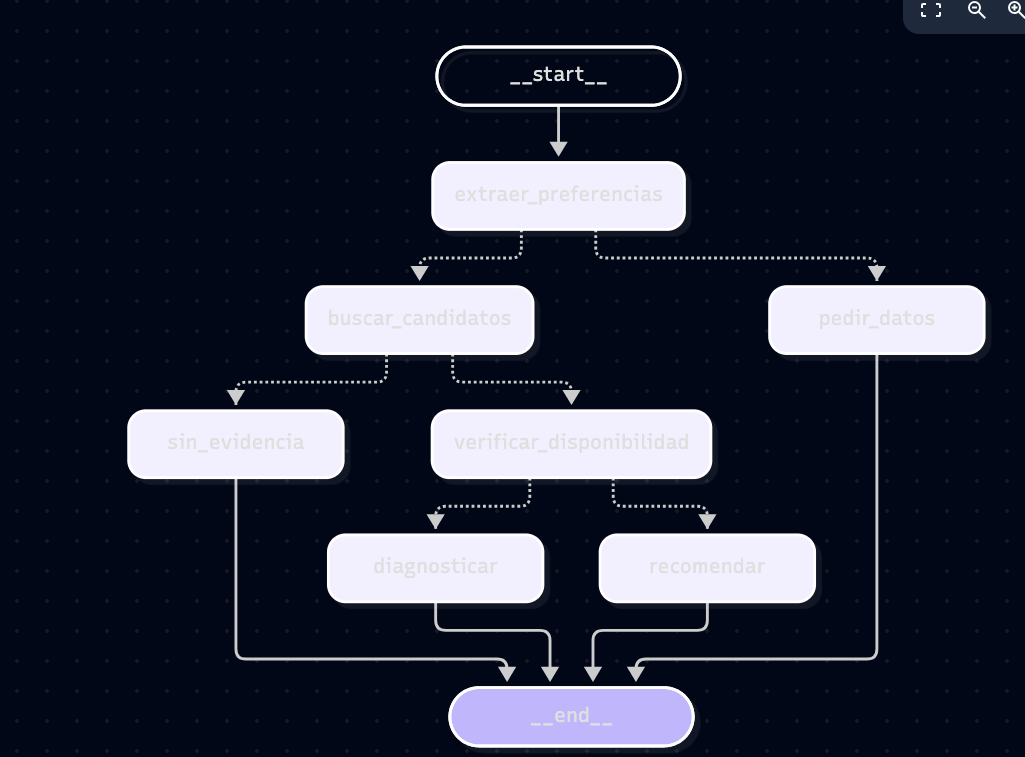 __start__
extraer_preferencias
buscar_candidatos
pedir_datos
sin_evidencia
verificar_disponibilidad
diagnosticar
recomendar
__end__